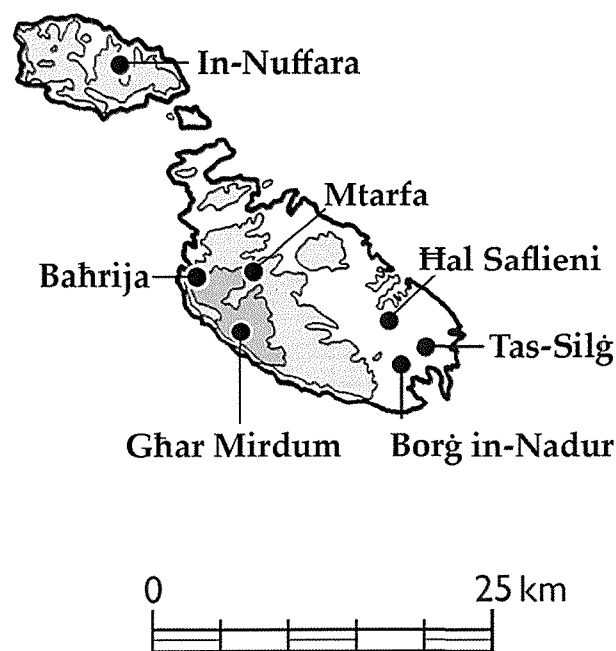 In-Nuffara
Mtarfa
Baħrija
Ħal Saflieni
Tas-Silġ
Għar Mirdum
Borġ in-Nadur
0
25 km